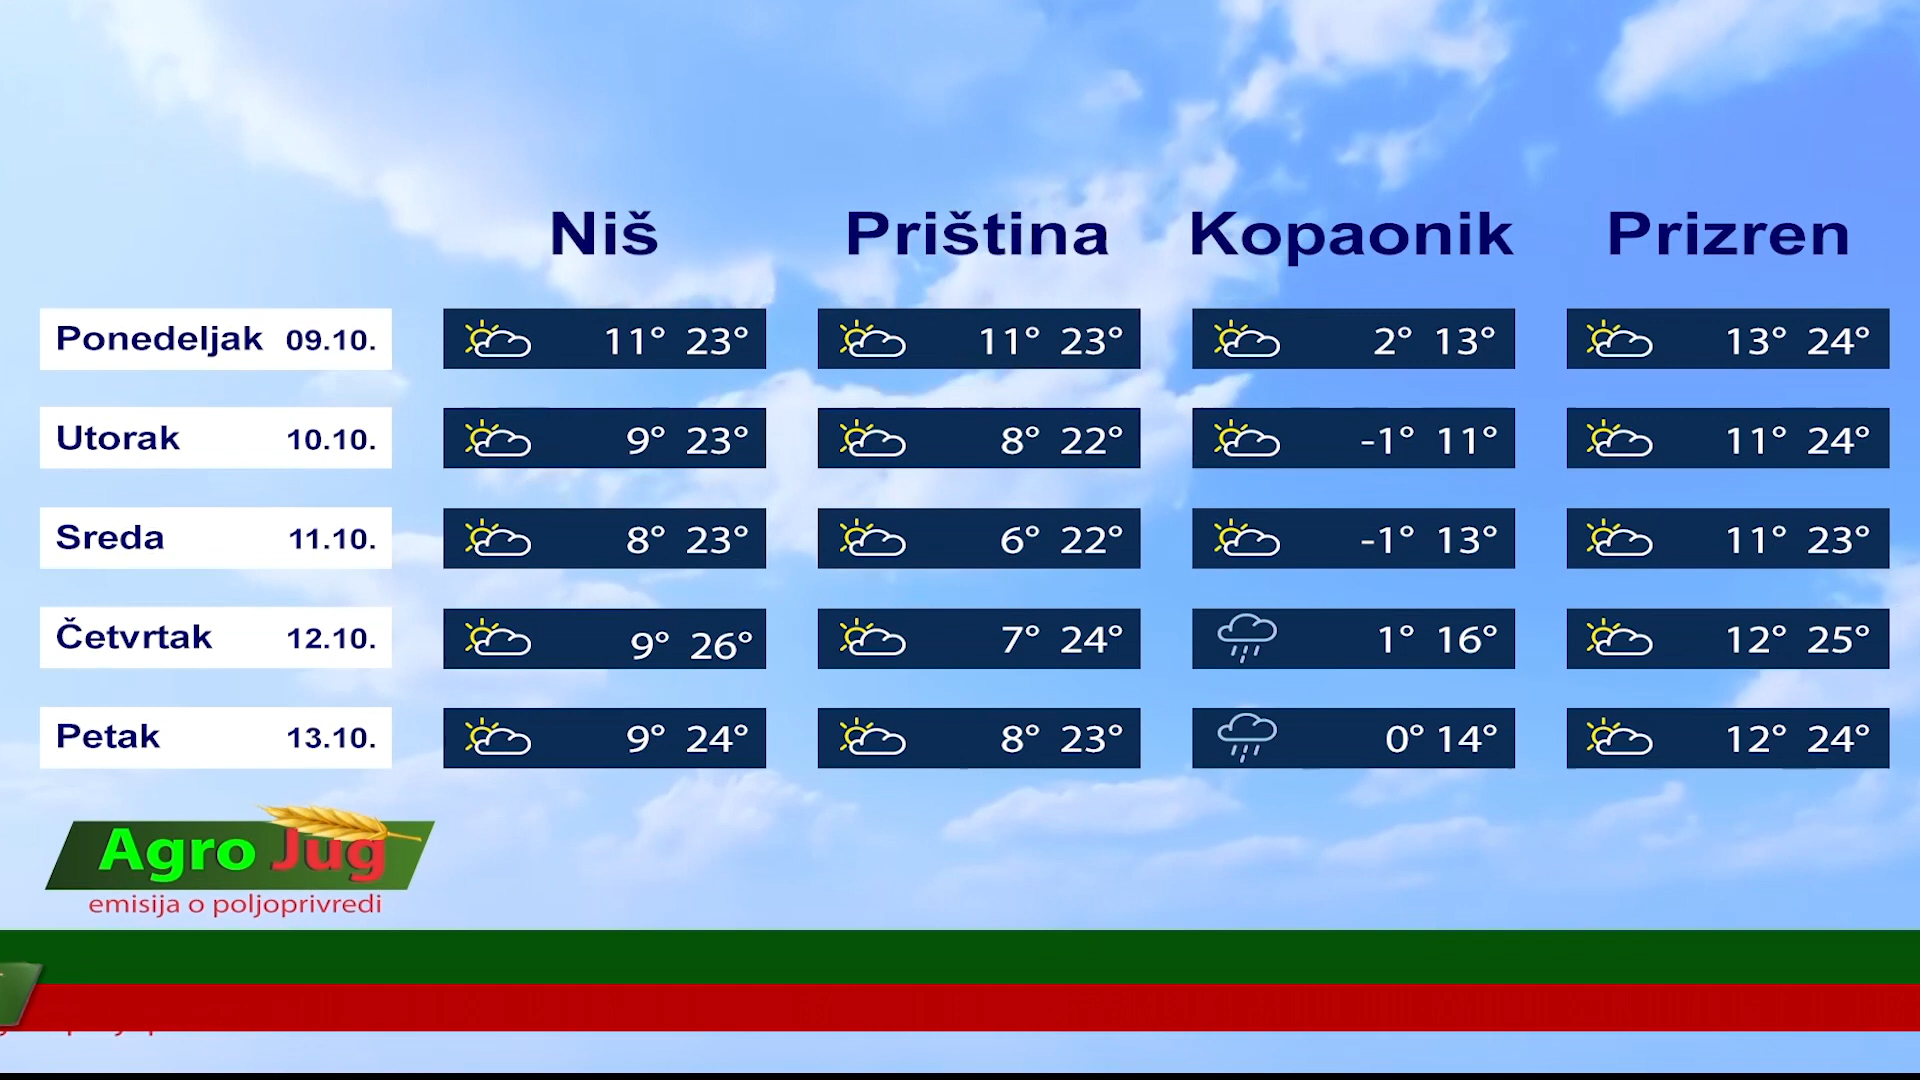 Niš Priština Kopaonik Prizren
Ponedeljak 09.10. 11° 23° 11° 23° 2° 13° 13° 24°
Utorak 10.10. 9° 23° 8° 22° -1° 11° 11° 24°
Sreda 11.10. 8° 23° 6° 22° -1° 13° 11° 23°
Četvrtak 12.10. 9° 26° 7° 24° 1° 16° 12° 25°
Petak 13.10. 9° 24° 8° 23° 0° 14° 12° 24°
Agro Jug
emisija o poljoprivredi